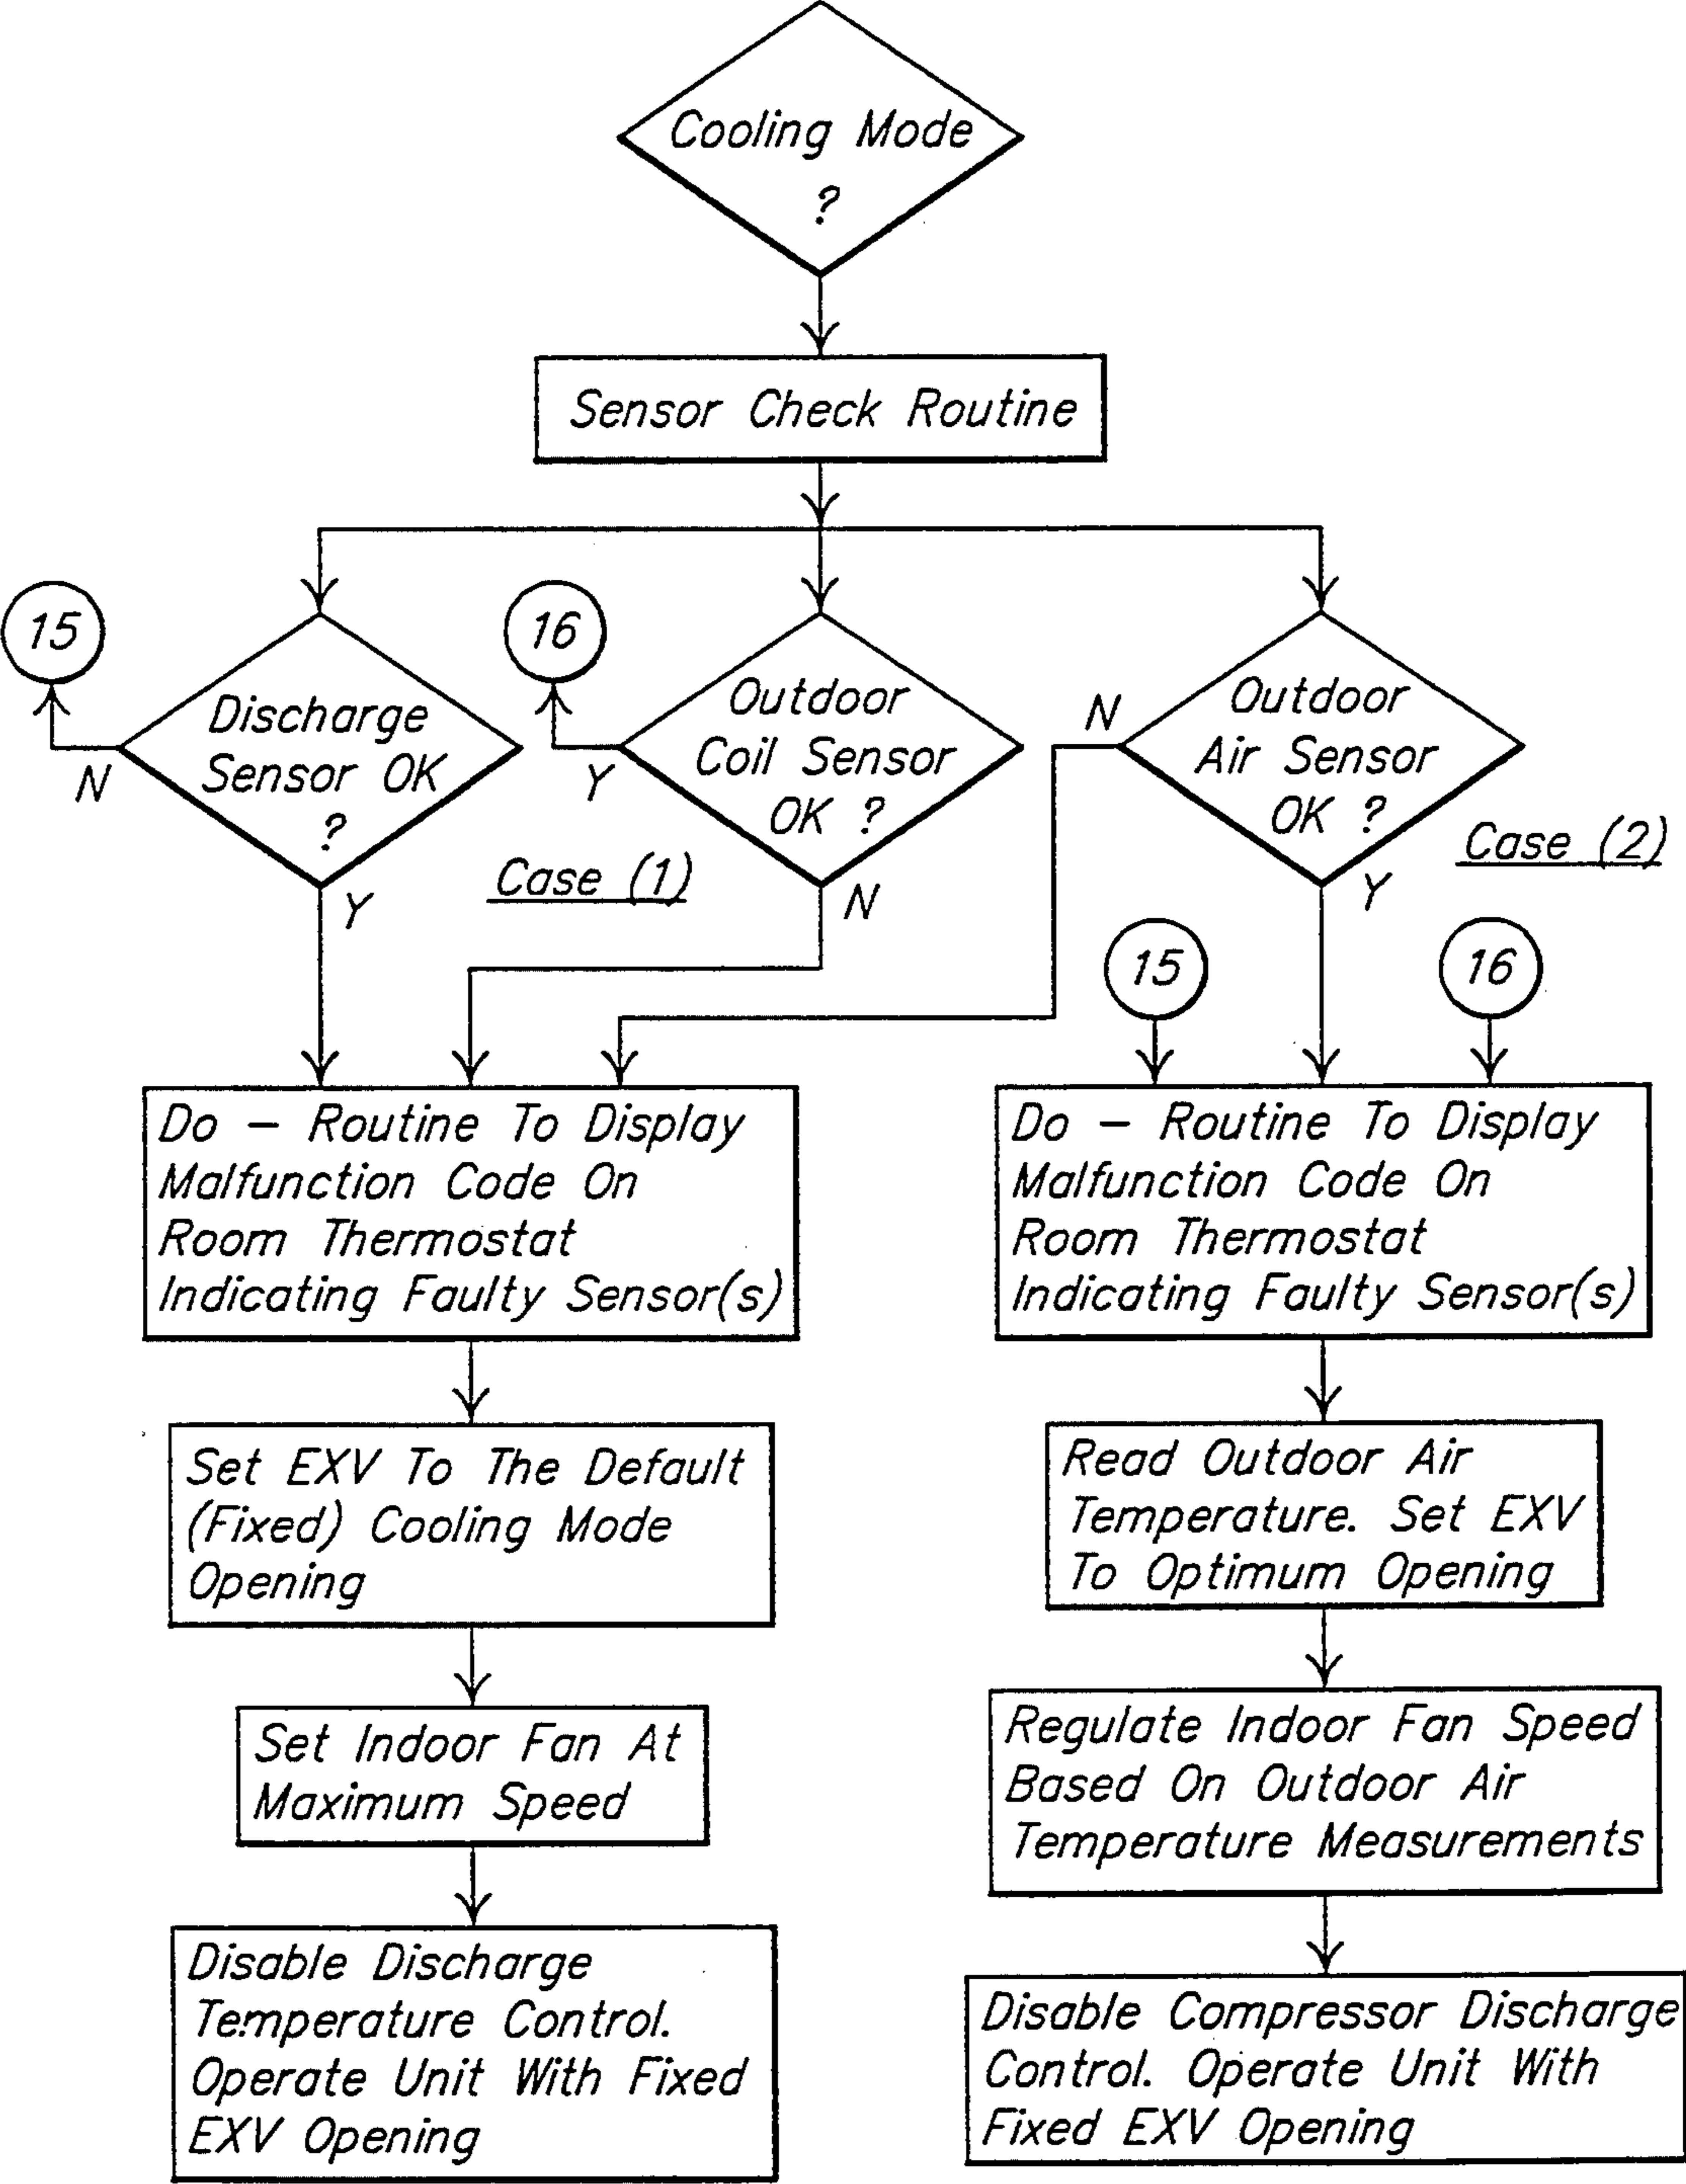 Cooling Mode
?
Sensor Check Routine
15
16
Discharge
Sensor OK
?
N
Y
Outdoor
Coil Sensor
OK ?
Y
N
Outdoor
Air Sensor
OK ?
N
Y
Case (1)
Case (2)
15
16
Do – Routine To Display
Malfunction Code On
Room Thermostat
Indicating Faulty Sensor(s)
Set EXV To The Default
(Fixed) Cooling Mode
Opening
Set Indoor Fan At
Maximum Speed
Disable Discharge
Temperature Control.
Operate Unit With Fixed
EXV Opening
Do – Routine To Display
Malfunction Code On
Room Thermostat
Indicating Faulty Sensor(s)
Read Outdoor Air
Temperature. Set EXV
To Optimum Opening
Regulate Indoor Fan Speed
Based On Outdoor Air
Temperature Measurements
Disable Compressor Discharge
Control. Operate Unit With
Fixed EXV Opening